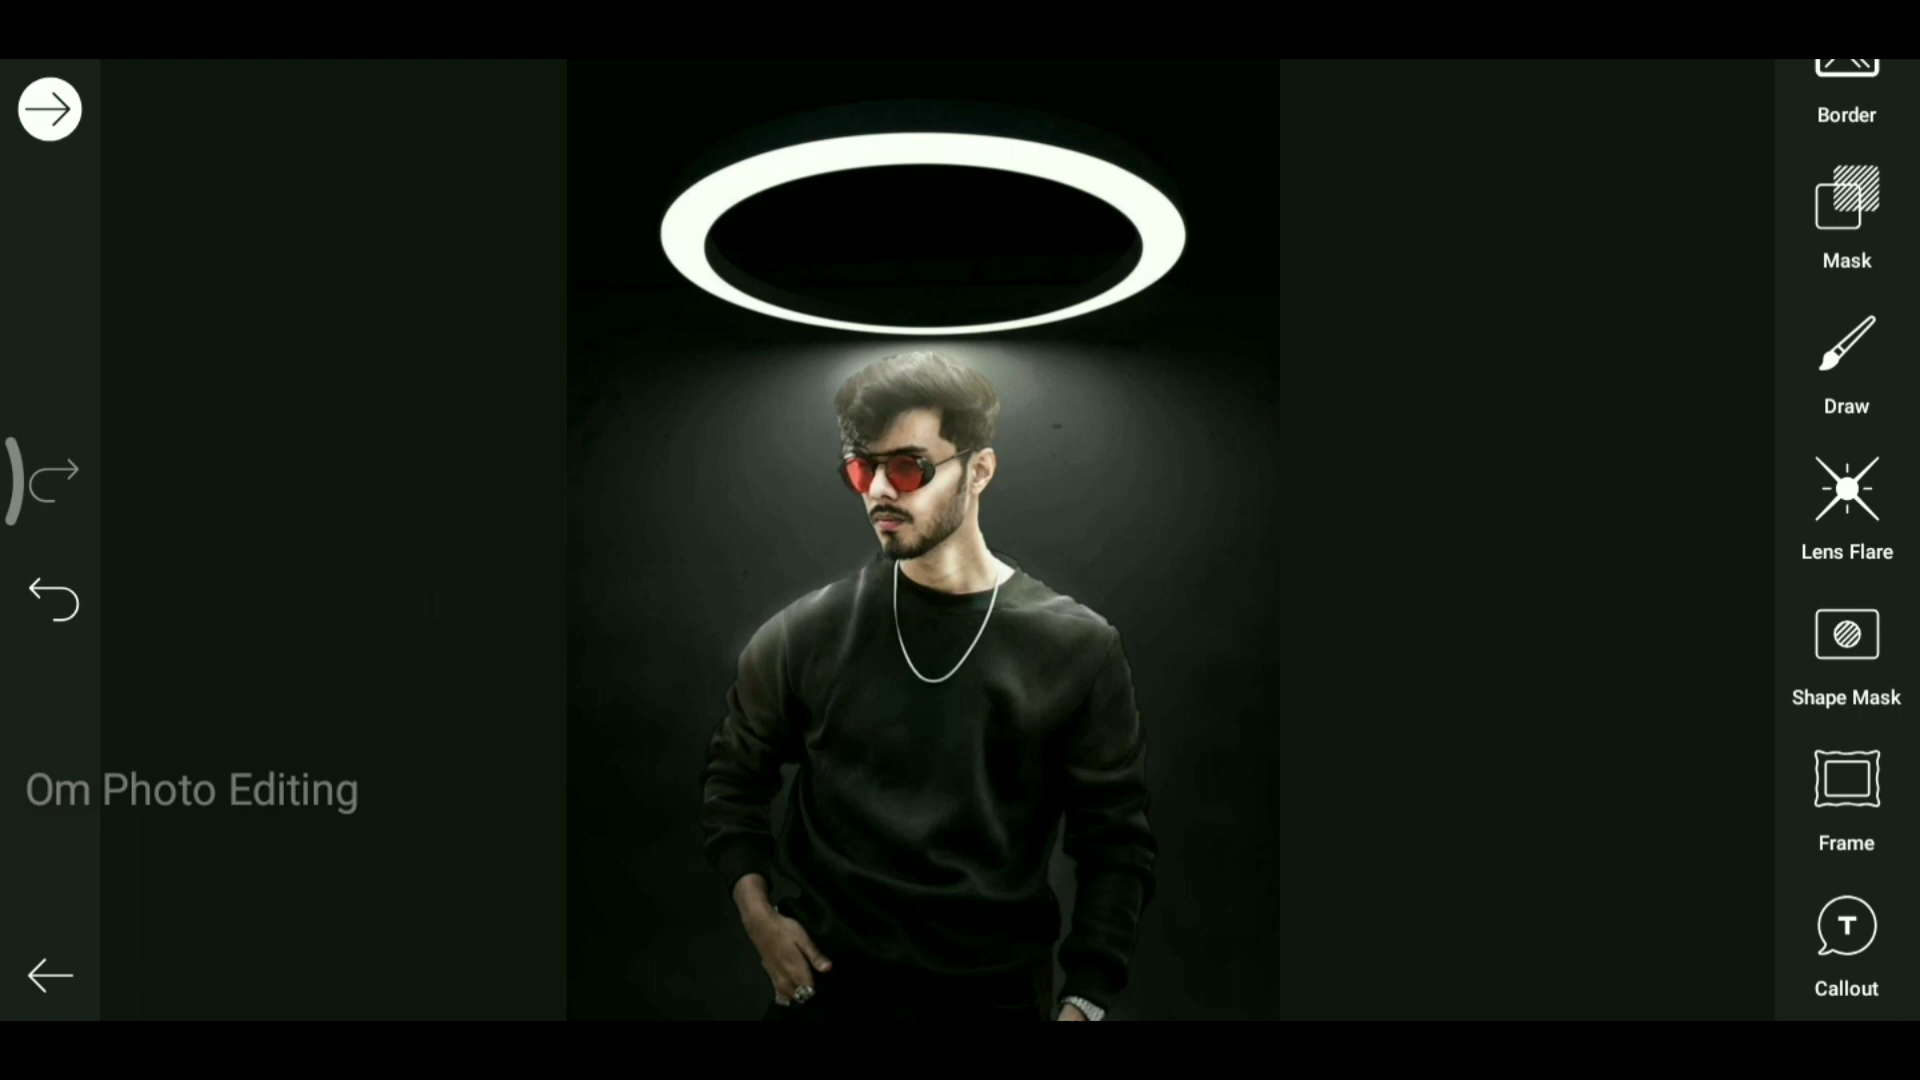 Border
Mask
Draw
Lens Flare
Shape Mask
Frame
T
Callout
Om Photo Editing